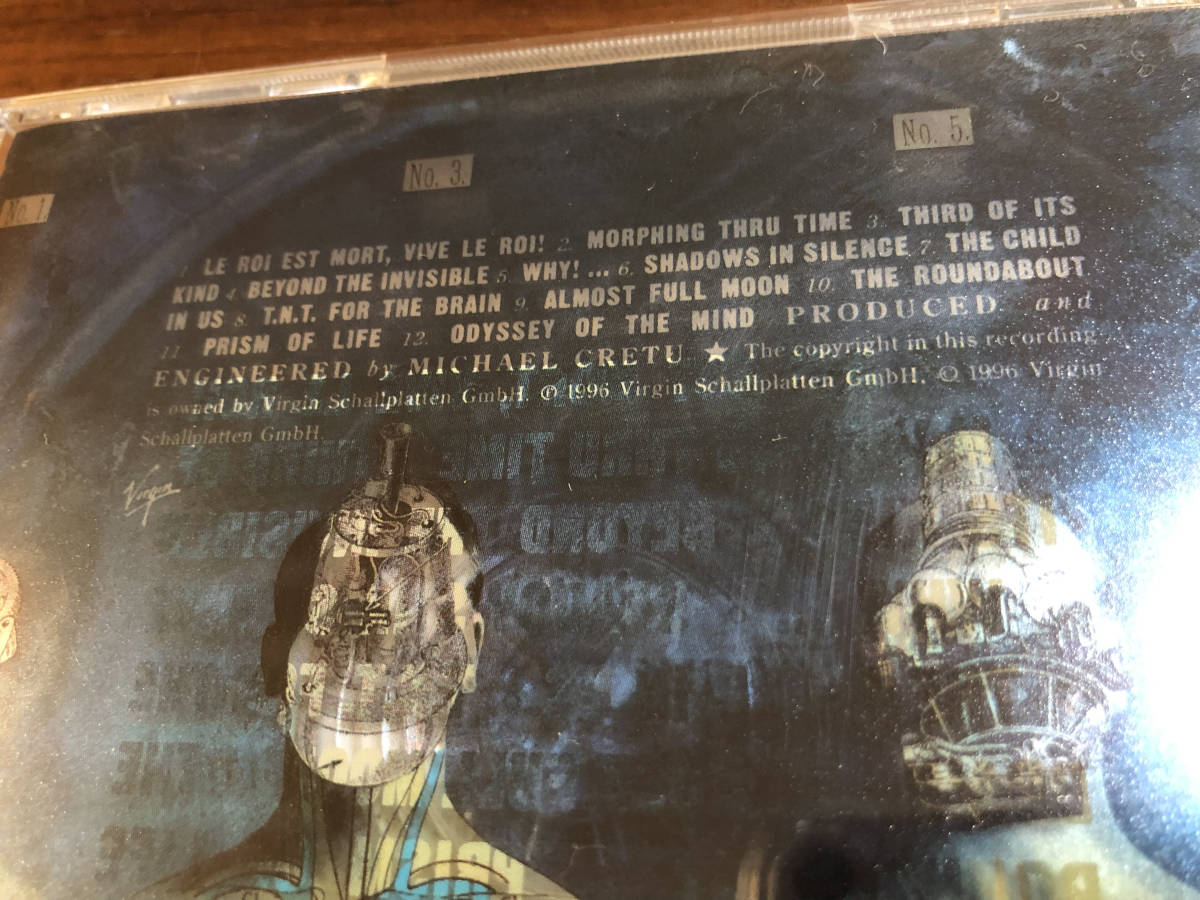 No. 1
No. 3.
No. 5.
1. LE ROI EST MORT, VIVE LE ROI! 2. MORPHING THRU TIME 3. THIRD OF ITS
KIND 4. BEYOND THE INVISIBLE 5. WHY! ... 6. SHADOWS IN SILENCE 7. THE CHILD
IN US 8. T.N.T. FOR THE BRAIN 9. ALMOST FULL MOON 10. THE ROUNDABOUT
11. PRISM OF LIFE 12. ODYSSEY OF THE MIND PRODUCED and
ENGINEERED by MICHAEL CRETU ★ The copyright in this recording
is owned by Virgin Schallplatten GmbH. ℗ 1996 Virgin Schallplatten GmbH. © 1996 Virgin
Schallplatten GmbH
Virgin